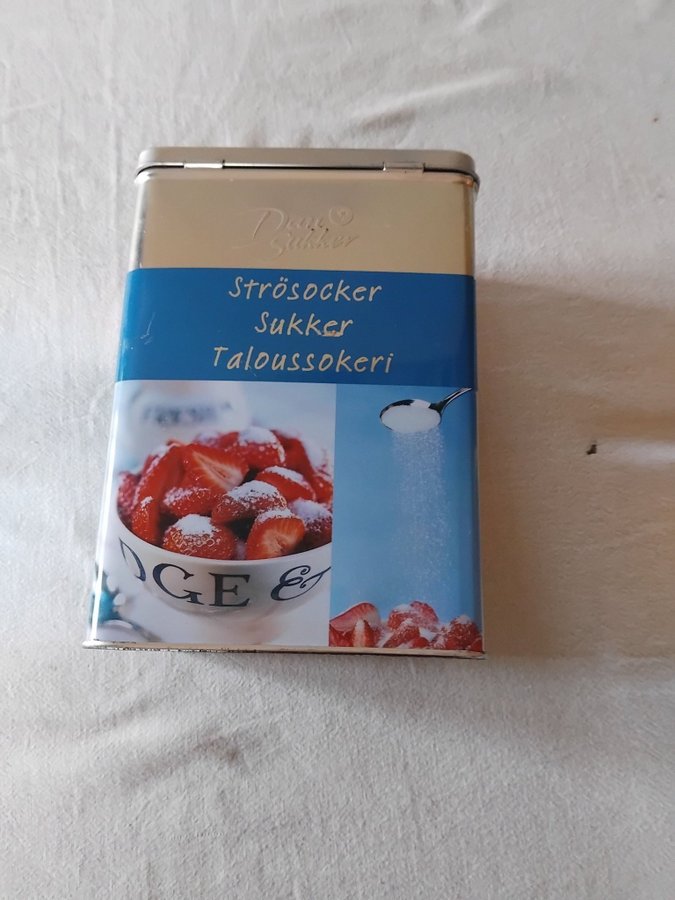 Dan
Sukker
Strösocker
Sukker
Taloussokeri
DGE &